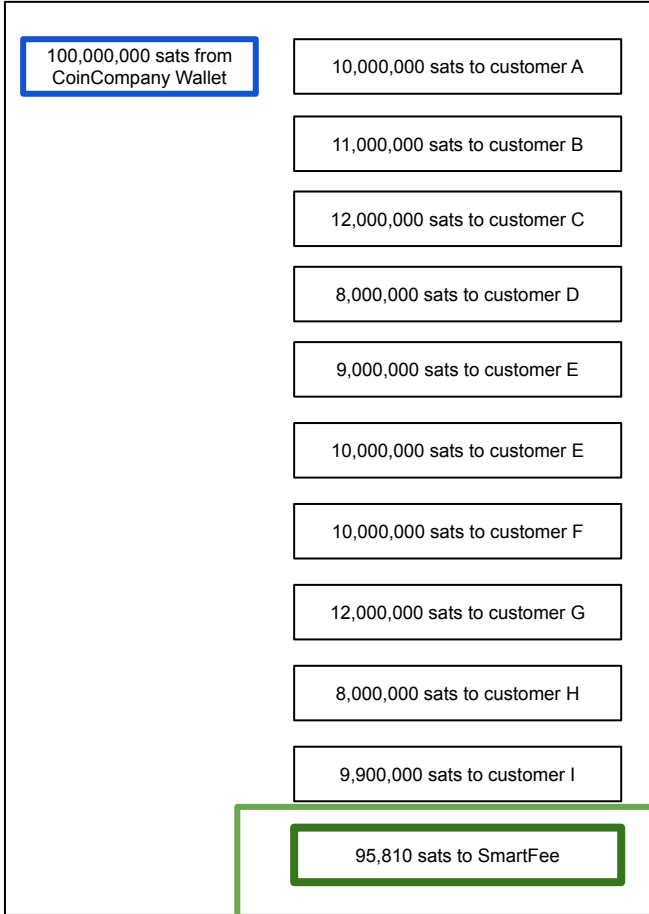 100,000,000 sats from
CoinCompany Wallet
10,000,000 sats to customer A
11,000,000 sats to customer B
12,000,000 sats to customer C
8,000,000 sats to customer D
9,000,000 sats to customer E
10,000,000 sats to customer E
10,000,000 sats to customer F
12,000,000 sats to customer G
8,000,000 sats to customer H
9,900,000 sats to customer I
95,810 sats to SmartFee